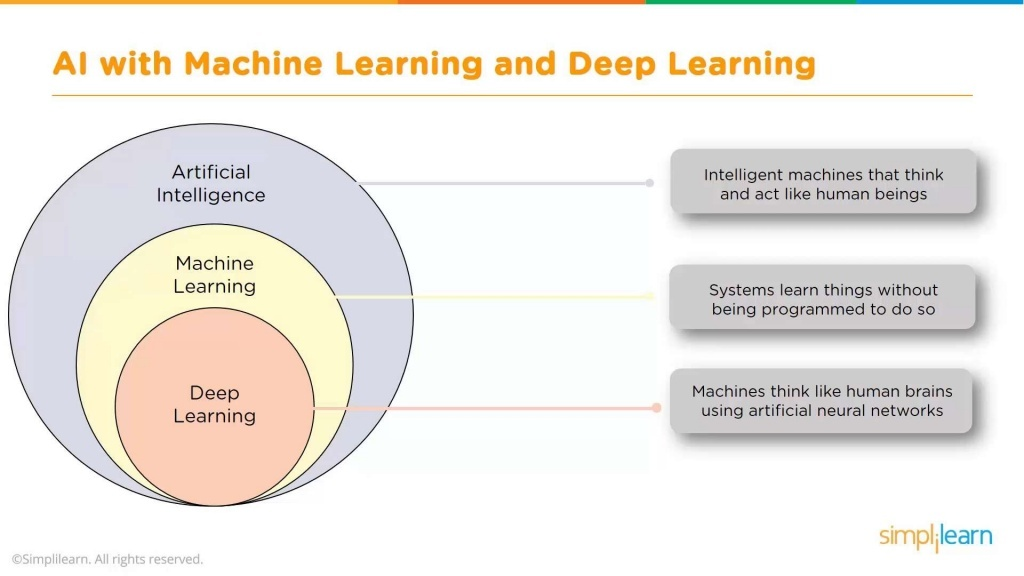 AI with Machine Learning and Deep Learning
Artificial
Intelligence
Intelligent machines that think
and act like human beings
Machine
Learning
Systems learn things without
being programmed to do so
Deep
Learning
Machines think like human brains
using artificial neural networks
simplilearn
©Simplilearn. All rights reserved.